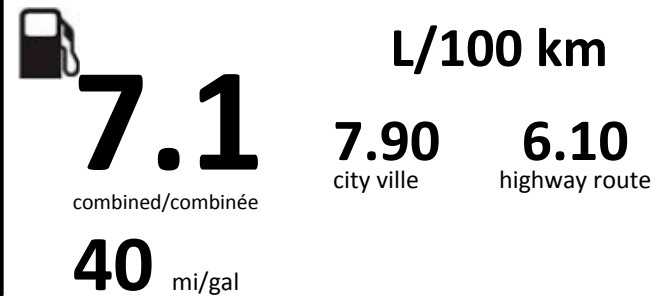 L/100 km
7.1
combined/combinée
7.90
city ville
6.10
highway route
40 mi/gal